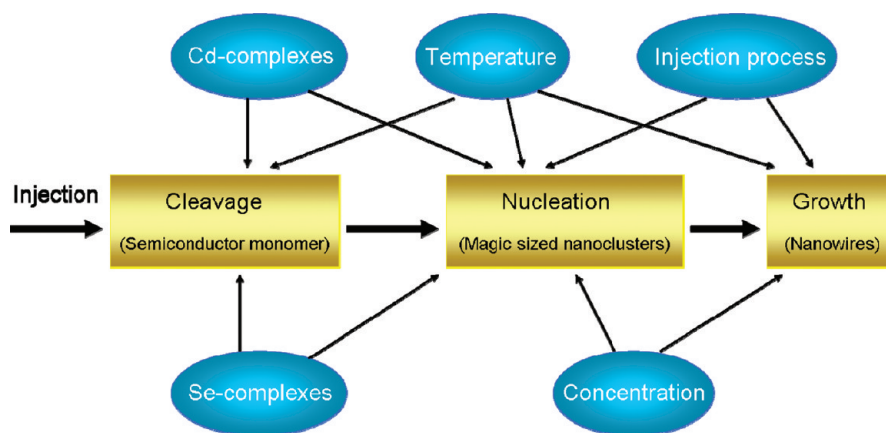 Cd-complexes
Temperature
Injection process
Injection
Cleavage
(Semiconductor monomer)
Nucleation
(Magic sized nanoclusters)
Growth
(Nanowires)
Se-complexes
Concentration